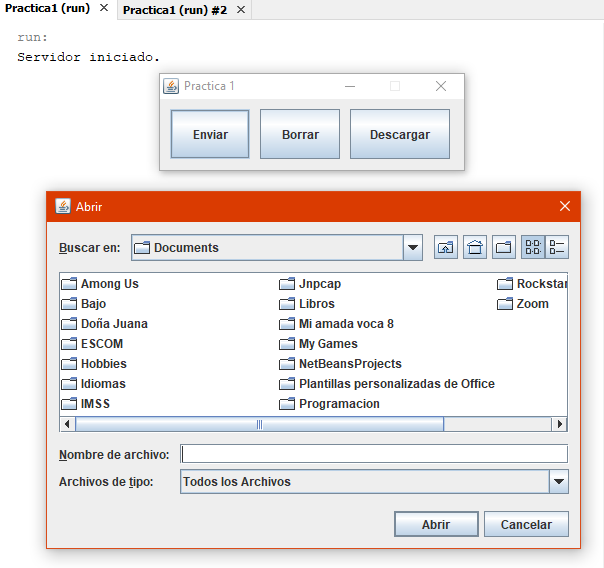 Practica1 (run) × Practica1 (run) #2 ×
run:
Servidor iniciado.
Practica 1
Enviar Borrar Descargar
Abrir
Buscar en: Documents
Among Us Jnpcap Rockstar
Bajo Libros Zoom
Doña Juana Mi amada voca 8
ESCOM My Games
Hobbies NetBeansProjects
Idiomas Plantillas personalizadas de Office
IMSS Programacion
Nombre de archivo:
Archivos de tipo: Todos los Archivos
Abrir Cancelar